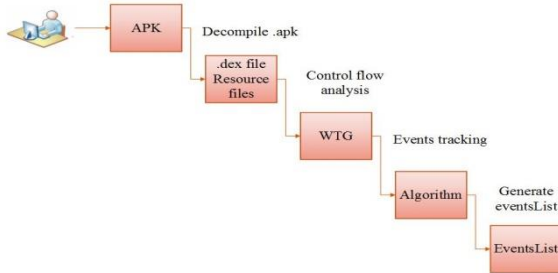 APK
Decompile .apk
.dex file
Resource
files
Control flow
analysis
WTG
Events tracking
Algorithm
Generate
eventsList
EventsList